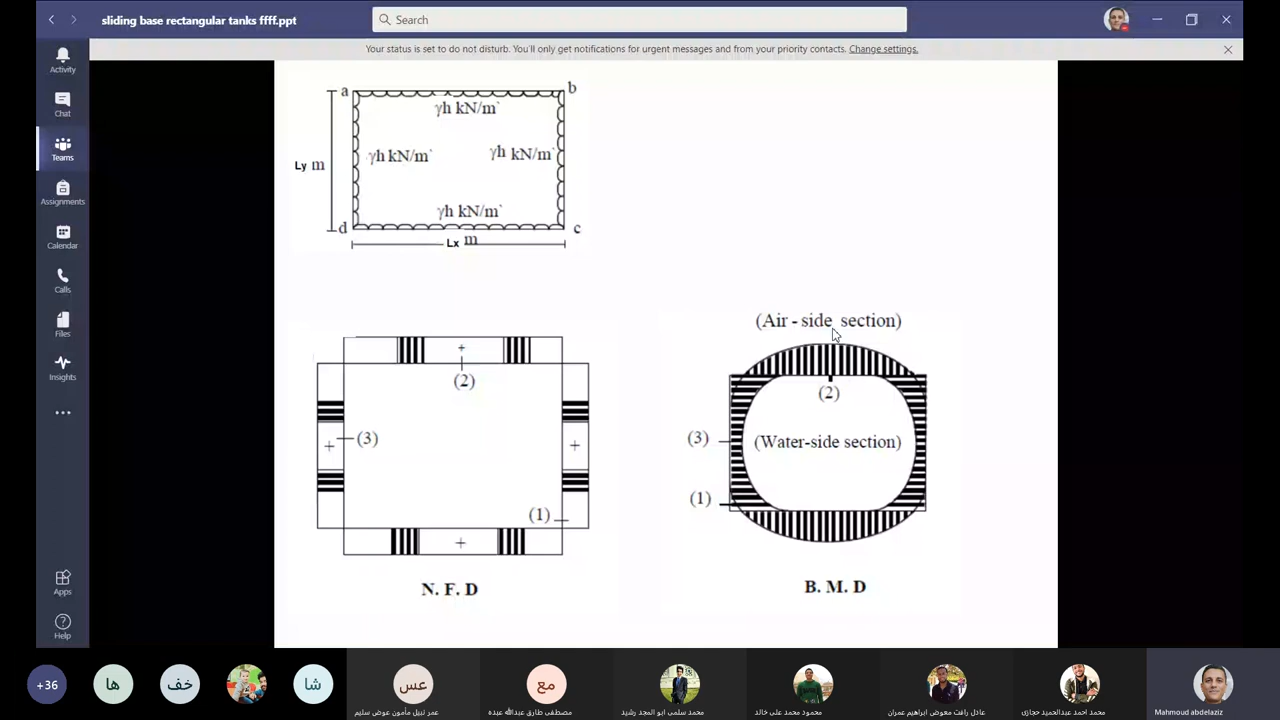 sliding base rectangular tanks ffff.ppt
Search
Your status is set to do not disturb. You'll only get notifications for urgent messages and from your priority contacts. Change settings.
Activity
Chat
Teams
Assignments
Calendar
Calls
Files
Insights
Apps
Help
a
b
γh kN/m`
Ly m
γh kN/m`
γh kN/m`
γh kN/m`
d
c
Lx m
+
(2)
+
(3)
+
(1)
+
N. F. D
(Air - side section)
(2)
(3)
(Water-side section)
(1)
B. M. D
+36
ها
خف
شا
عس
عمر نبيل مأمون عوض سليم
مع
مصطفى طارق عبدالله عبده
محمد سلمي ابو المجد رشيد
محمود محمد على خالد
عادل رافت معوض ابراهيم عمران
محمد احمد عبدالحميد حجازى
Mahmoud abdelaziz